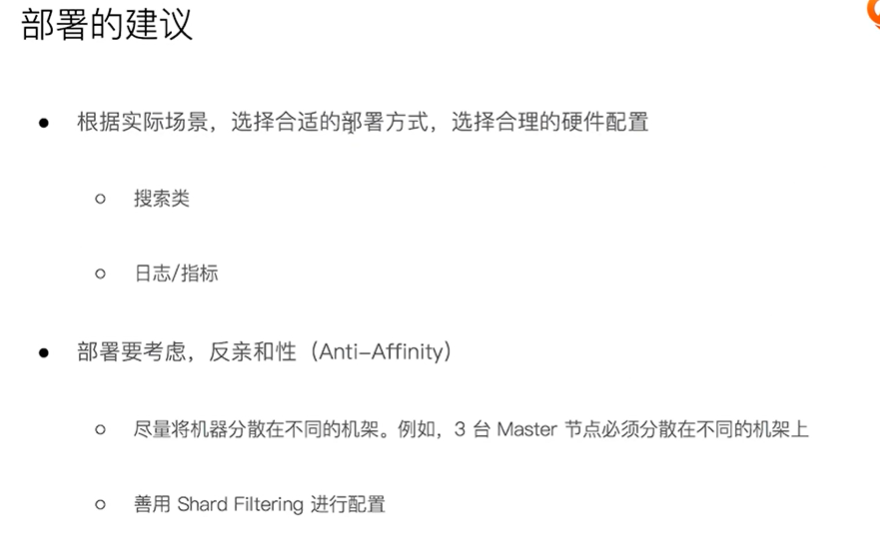 部署的建议
根据实际场景，选择合适的部署方式，选择合理的硬件配置
搜索类
日志/指标
部署要考虑，反亲和性（Anti-Affinity）
尽量将机器分散在不同的机架。例如，3 台 Master 节点必须分散在不同的机架上
善用 Shard Filtering 进行配置